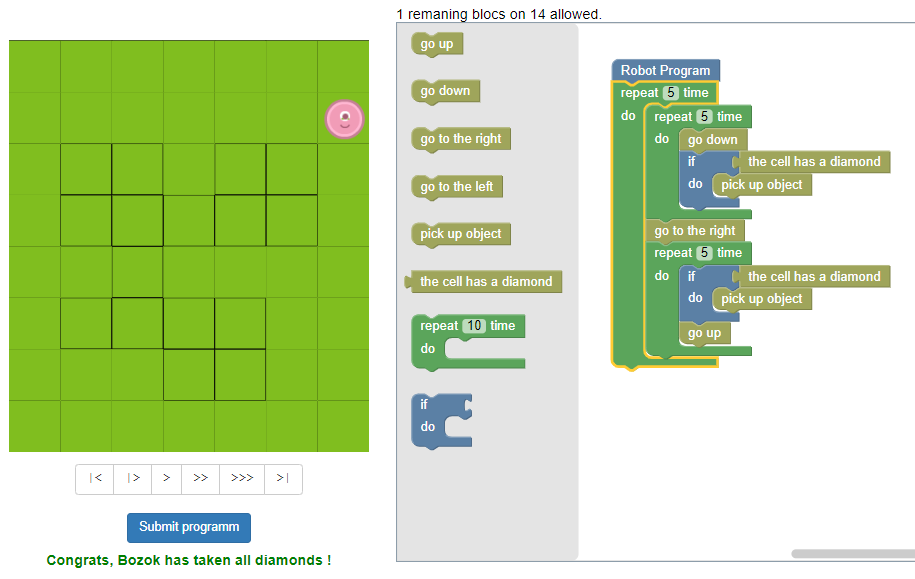 1 remaning blocs on 14 allowed.
go up
go down
go to the right
go to the left
pick up object
the cell has a diamond
repeat 10 time
do
if
do
Robot Program
repeat 5 time
do repeat 5 time
do go down
if the cell has a diamond
do pick up object
go to the right
repeat 5 time
do if the cell has a diamond
do pick up object
go up
|< |> > >> >>> >|
Submit programm
Congrats, Bozok has taken all diamonds !